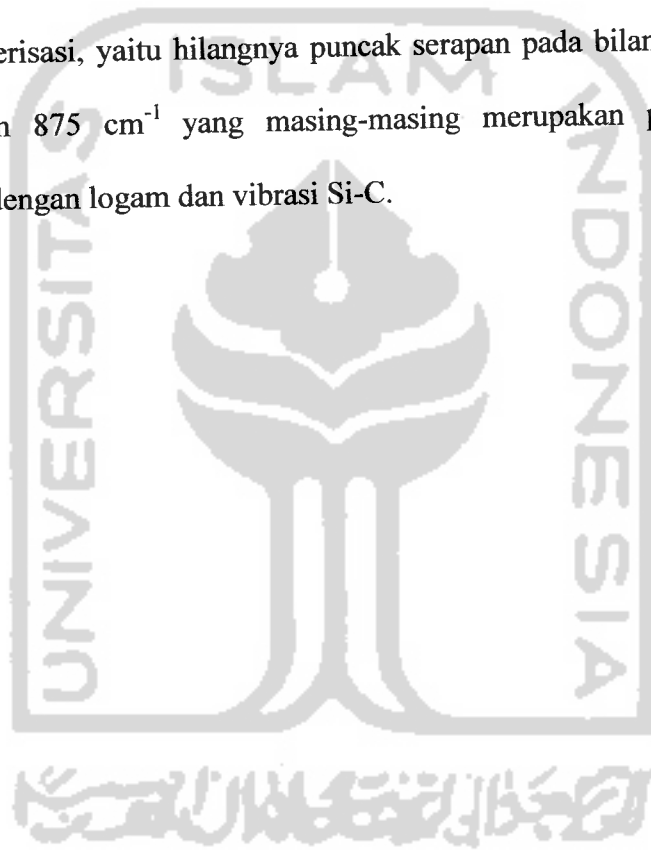 erisasi, yaitu hilangnya puncak serapan pada bilan
875 cm⁻¹ yang masing-masing merupakan p
dengan logam dan vibrasi Si-C.
ISLAM
UNIVERSITAS
INDONESIA